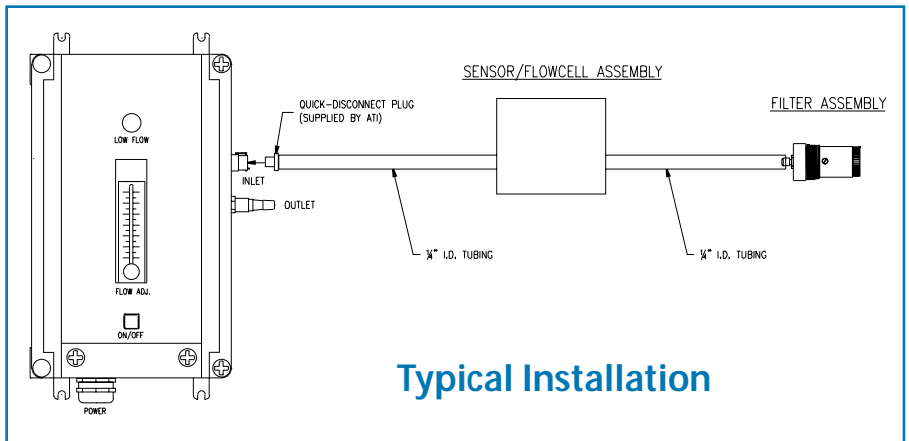 SENSOR/FLOWCELL ASSEMBLY
FILTER ASSEMBLY
QUICK-DISCONNECT PLUG
(SUPPLIED BY ATI)
LOW FLOW
INLET
OUTLET
¼" I.D. TUBING
¼" I.D. TUBING
FLOW ADJ.
ON/OFF
POWER
Typical Installation